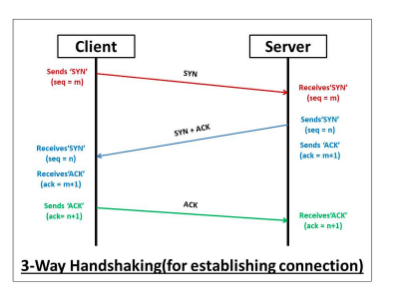 Client
Server
Sends ‘SYN’
(seq = m)
SYN
Receives‘SYN’
(seq = m)
Sends‘SYN’
(seq = n)
SYN + ACK
Sends ‘ACK’
(ack = m+1)
Receives‘SYN’
(seq = n)
Receives‘ACK’
(ack = m+1)
Sends ‘ACK’
(ack= n+1)
ACK
Receives‘ACK’
(ack = n+1)
3-Way Handshaking(for establishing connection)